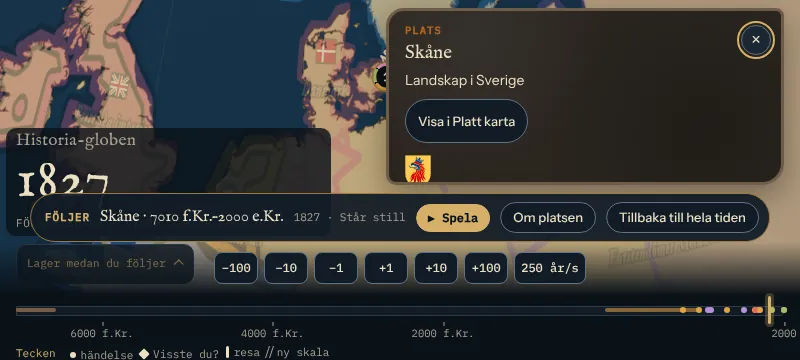 PLATS
Skåne
×
Landskap i Sverige
Visa i Platt karta
Historia-globen
1827
FÖLJER Skåne · 7010 f.Kr.–2000 e.Kr. 1827 · Står still ▶ Spela Om platsen Tillbaka till hela tiden
Lager medan du följer
−100 −10 −1 +1 +10 +100 250 år/s
6000 f.Kr. 4000 f.Kr. 2000 f.Kr. 2000
Tecken händelse Visste du? resa // ny skala